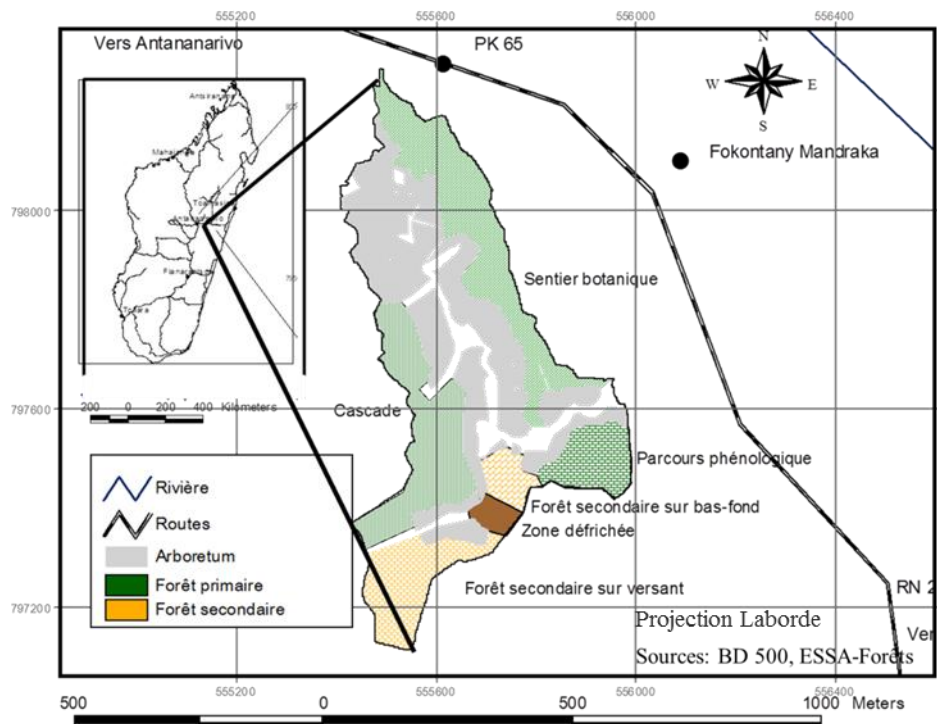 555200 555600 556000 556400
Vers Antananarivo
PK 65
N
W E
S
Fokontany Mandraka
Antananarivo
798000
Sentier botanique
797600
200 0 200 400 Kilometers
Cascade
Parcours phénologique
Rivière
Routes
Arboretum
Forêt primaire
Forêt secondaire
Forêt secondaire sur bas-fond
Zone défrichée
Forêt secondaire sur versant
RN 2
797200
Projection Laborde
Ver
Sources: BD 500, ESSA-Forêts
555200 555600 556000 556400
500 0 500 1000 Meters